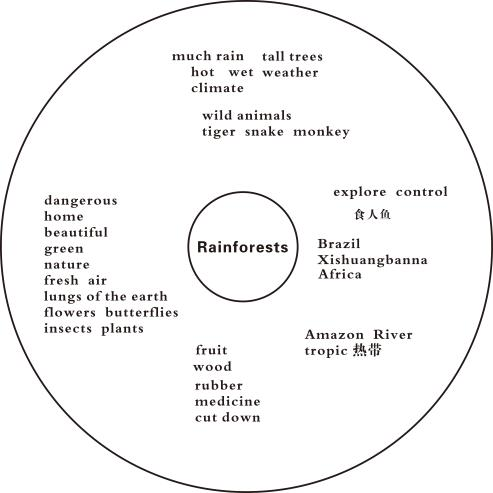 much rain tall trees
hot wet weather
climate
wild animals
tiger snake monkey
explore control
食人鱼
dangerous
home
beautiful
green
nature
fresh air
lungs of the earth
flowers butterflies
insects plants
Rainforests
Brazil
Xishuangbanna
Africa
Amazon River
tropic 热带
fruit
wood
rubber
medicine
cut down